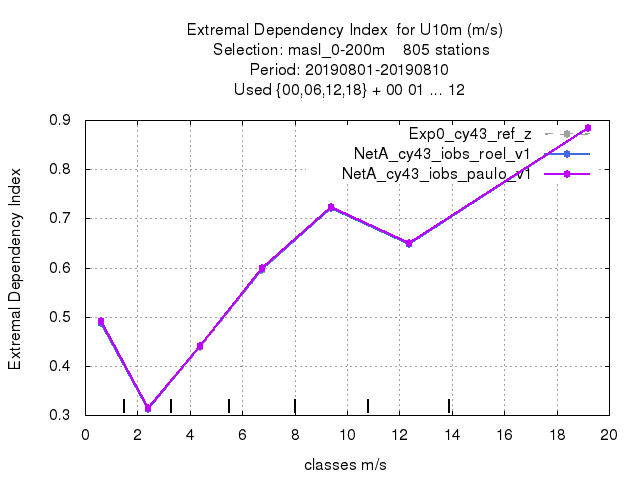 Extremal Dependency Index  for U10m (m/s)
Selection: masl_0-200m    805 stations
Period: 20190801-20190810
Used {00,06,12,18} + 00 01 ... 12
Exp0_cy43_ref_z
NetA_cy43_iobs_roel_v1
NetA_cy43_iobs_paulo_v1
Extremal Dependency Index
0.9
0.8
0.7
0.6
0.5
0.4
0.3
0 2 4 6 8 10 12 14 16 18 20
classes m/s